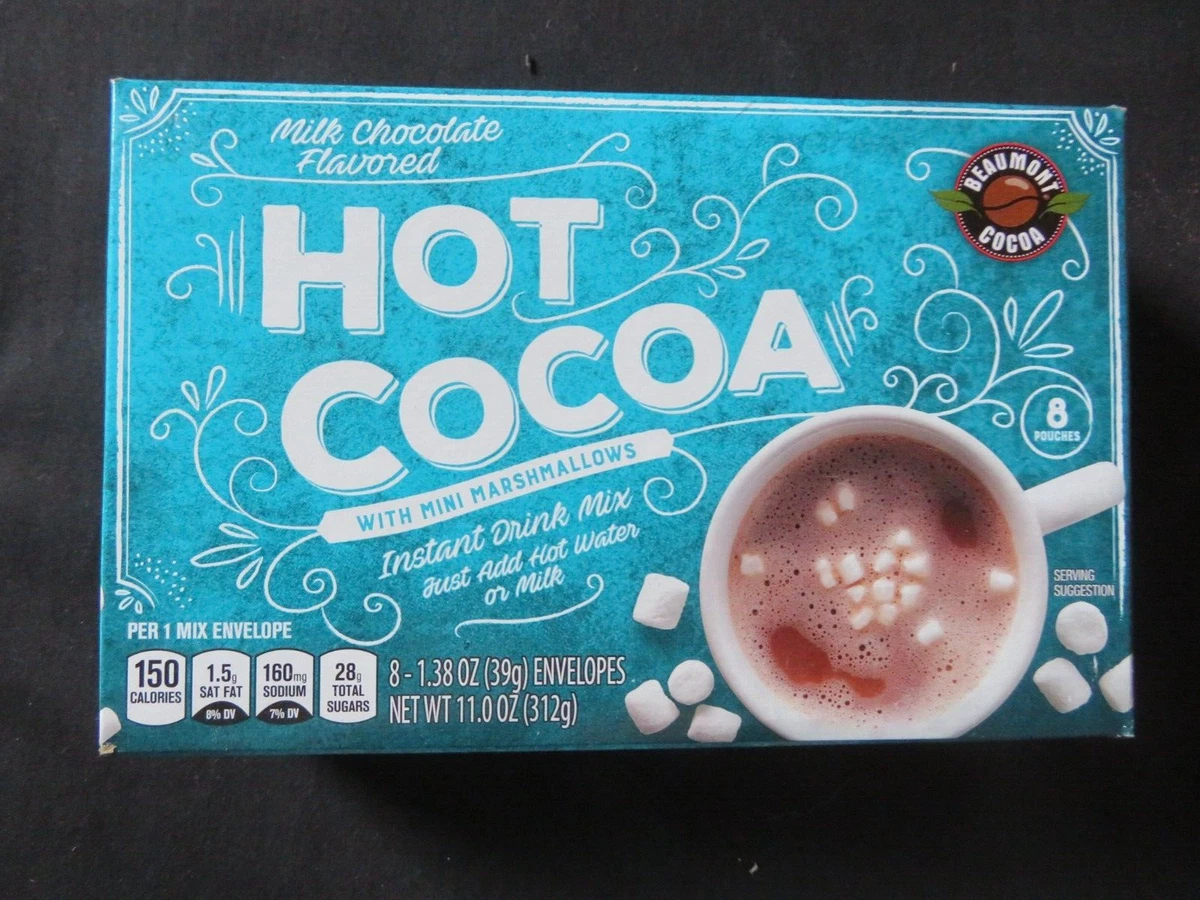 Milk Chocolate
Flavored
BEAUMONT
COCOA
HOT
COCOA
WITH MINI MARSHMALLOWS
Instant Drink Mix
Just Add Hot Water
or Milk
8
POUCHES
SERVING
SUGGESTION
PER 1 MIX ENVELOPE
150
CALORIES
1.5g
SAT FAT
8% DV
160mg
SODIUM
7% DV
28g
TOTAL
SUGARS
8 - 1.38 OZ (39g) ENVELOPES
NET WT 11.0 OZ (312g)